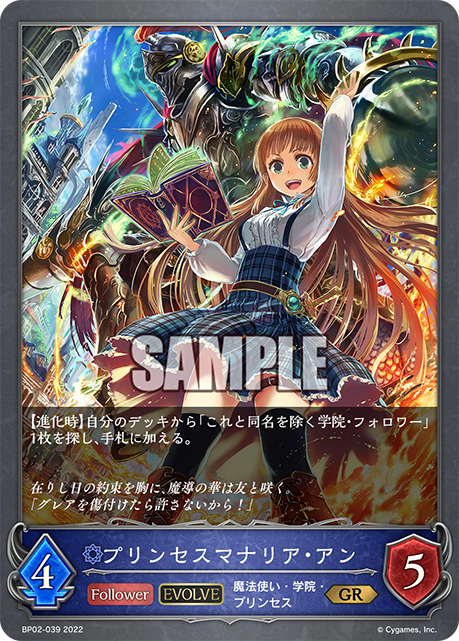 SAMPLE
【進化時】自分のデッキから「これと同名を除く学院・フォロワー」
1枚を探し、手札に加える。
在りし日の約束を胸に、魔導の華は友と咲く。
「グレアを傷付けたら許さないから!」
プリンセスマナリア・アン
4
Follower
EVOLVE
魔法使い・学院・
プリンセス
GR
5
BP02-039 2022
© Cygames, Inc.